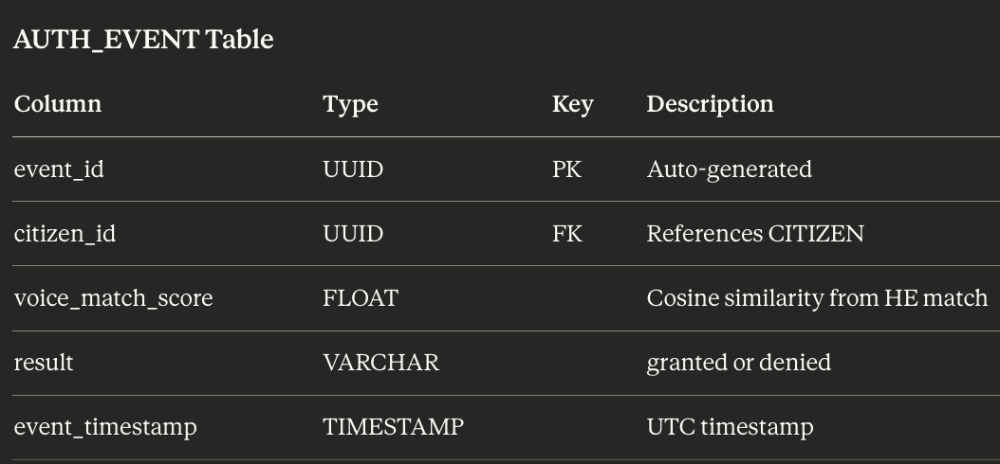 AUTH_EVENT Table
Column Type Key Description
event_id UUID PK Auto-generated
citizen_id UUID FK References CITIZEN
voice_match_score FLOAT Cosine similarity from HE match
result VARCHAR granted or denied
event_timestamp TIMESTAMP UTC timestamp